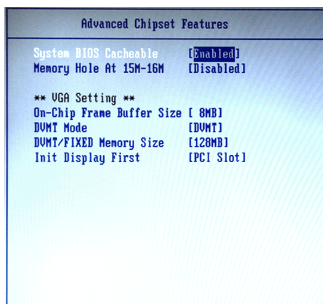 Advanced Chipset Features
System BIOS Cacheable [Enabled]
Memory Hole At 15M-16M [Disabled]
** VGA Setting **
On-Chip Frame Buffer Size [ 8MB]
DVMT Mode [DVMT]
DVMT/FIXED Memory Size [128MB]
Init Display First [PCI Slot]